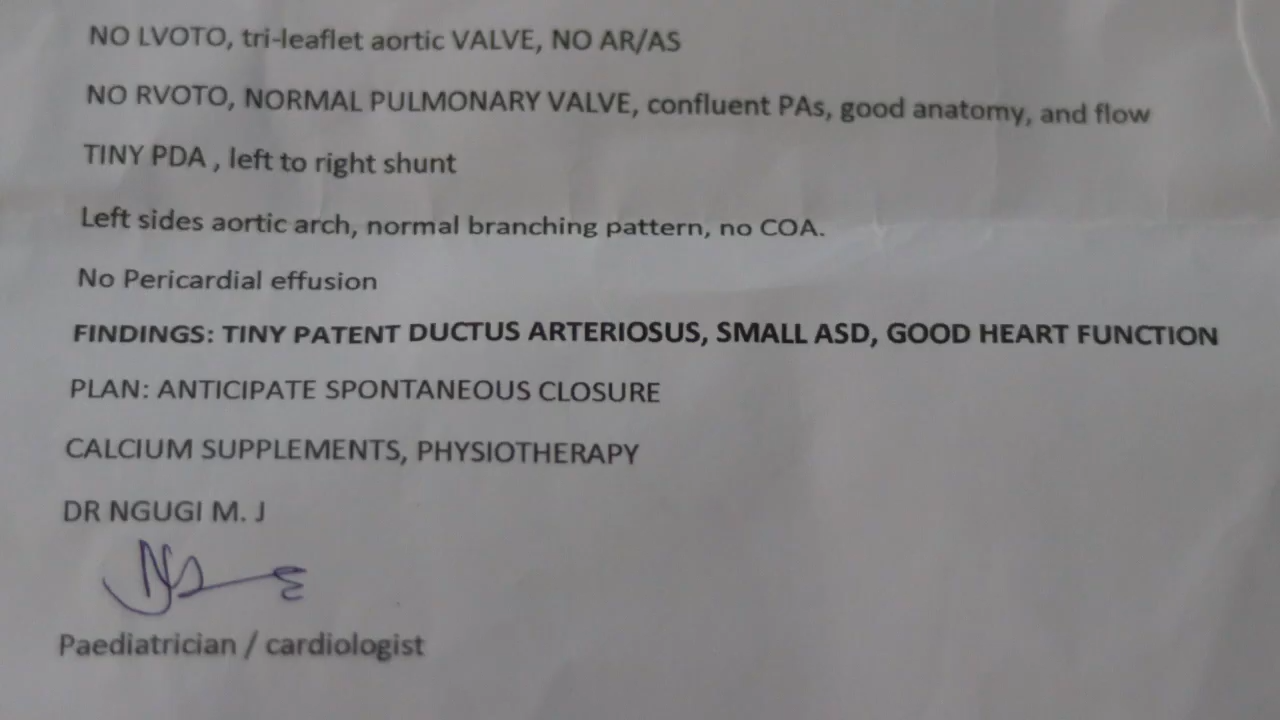 NO LVOTO, tri-leaflet aortic VALVE, NO AR/AS
NO RVOTO, NORMAL PULMONARY VALVE, confluent PAs, good anatomy, and flow
TINY PDA , left to right shunt
Left sides aortic arch, normal branching pattern, no COA.
No Pericardial effusion
FINDINGS: TINY PATENT DUCTUS ARTERIOSUS, SMALL ASD, GOOD HEART FUNCTION
PLAN: ANTICIPATE SPONTANEOUS CLOSURE
CALCIUM SUPPLEMENTS, PHYSIOTHERAPY
DR NGUGI M. J
Paediatrician / cardiologist